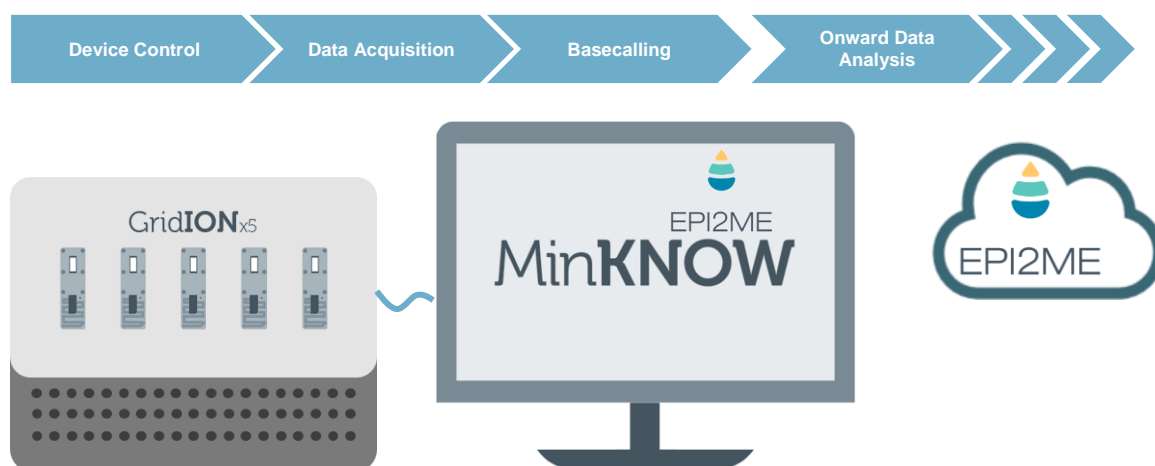 Device Control
Data Acquisition
Basecalling
Onward Data
Analysis
GridIONx5
EPI2ME
MinKNOW
EPI2ME